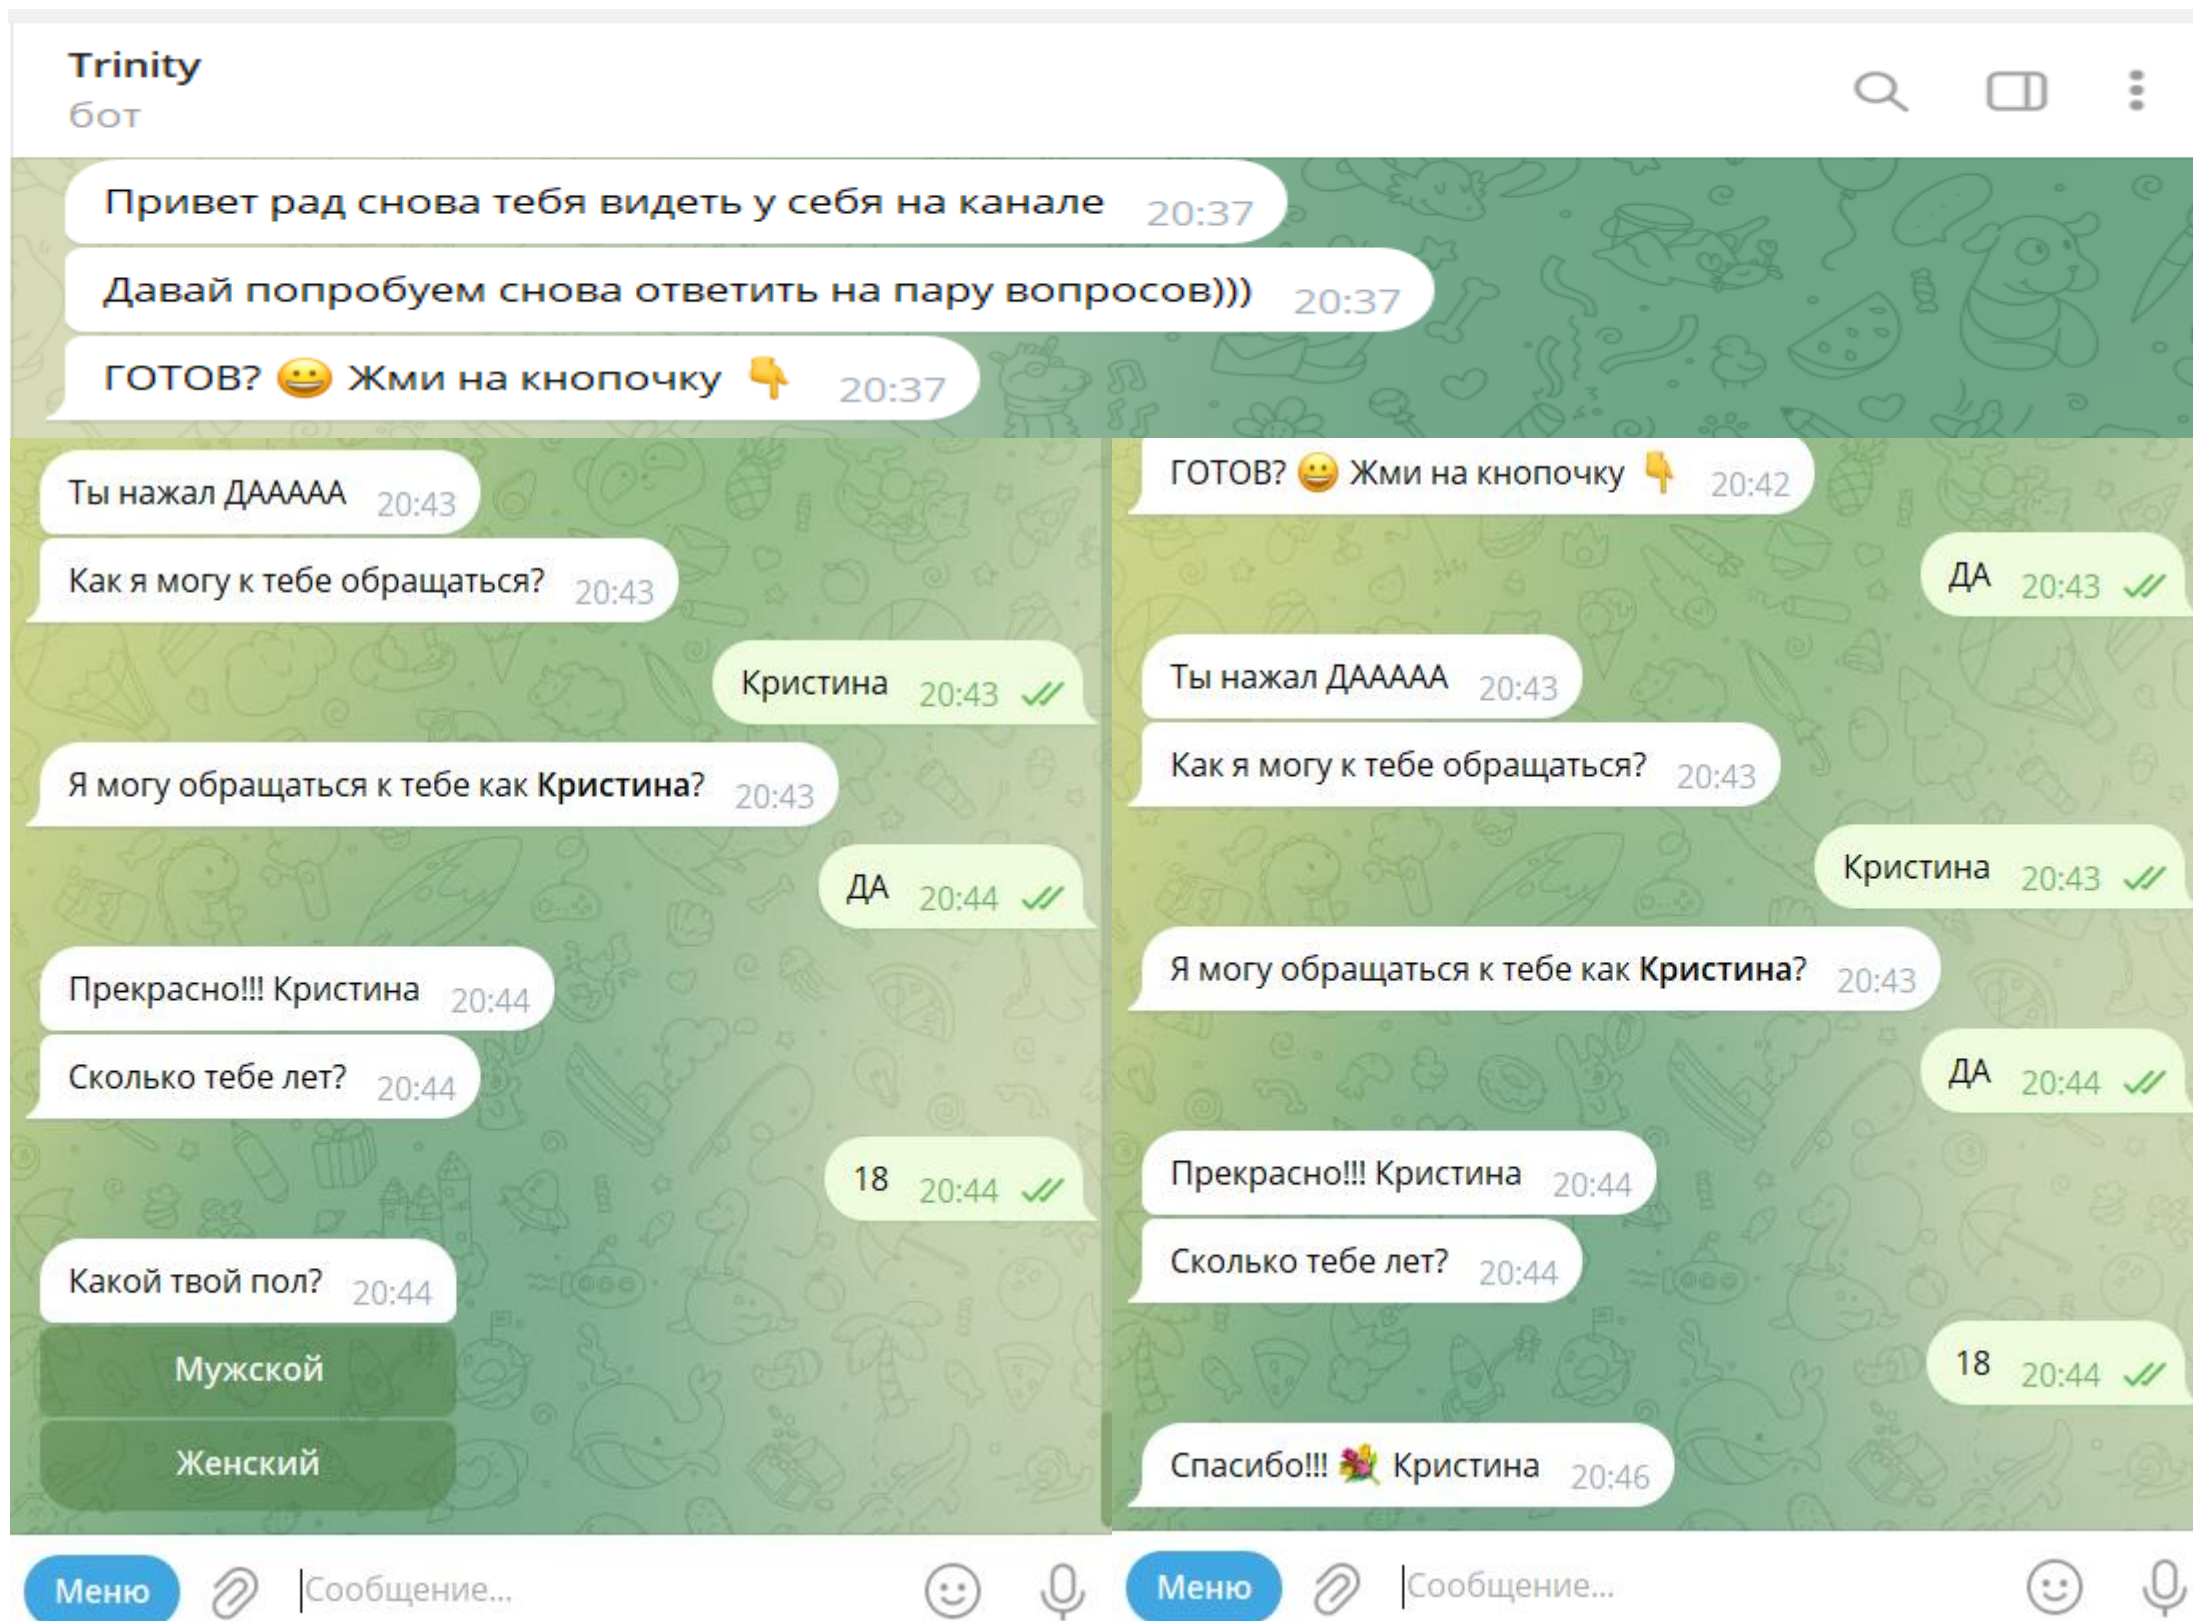 Trinity
бот
Привет рад снова тебя видеть у себя на канале 20:37
Давай попробуем снова ответить на пару вопросов))) 20:37
ГОТОВ? 😀 Жми на кнопочку 👇 20:37
Ты нажал ДААААА 20:43
Как я могу к тебе обращаться? 20:43
Кристина 20:43
Я могу обращаться к тебе как Кристина? 20:43
ДА 20:44
Прекрасно!!! Кристина 20:44
Сколько тебе лет? 20:44
18 20:44
Какой твой пол? 20:44
Мужской
Женский
Меню
Сообщение...
ГОТОВ? 😀 Жми на кнопочку 👇 20:42
ДА 20:43
Ты нажал ДААААА 20:43
Как я могу к тебе обращаться? 20:43
Кристина 20:43
Я могу обращаться к тебе как Кристина? 20:43
ДА 20:44
Прекрасно!!! Кристина 20:44
Сколько тебе лет? 20:44
18 20:44
Спасибо!!! 💐 Кристина 20:46
Меню
Сообщение...